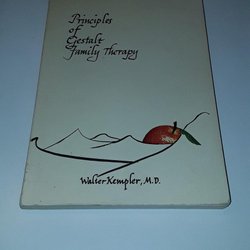 Principles
of
Gestalt
Family Therapy
Walter Kempler, M.D.